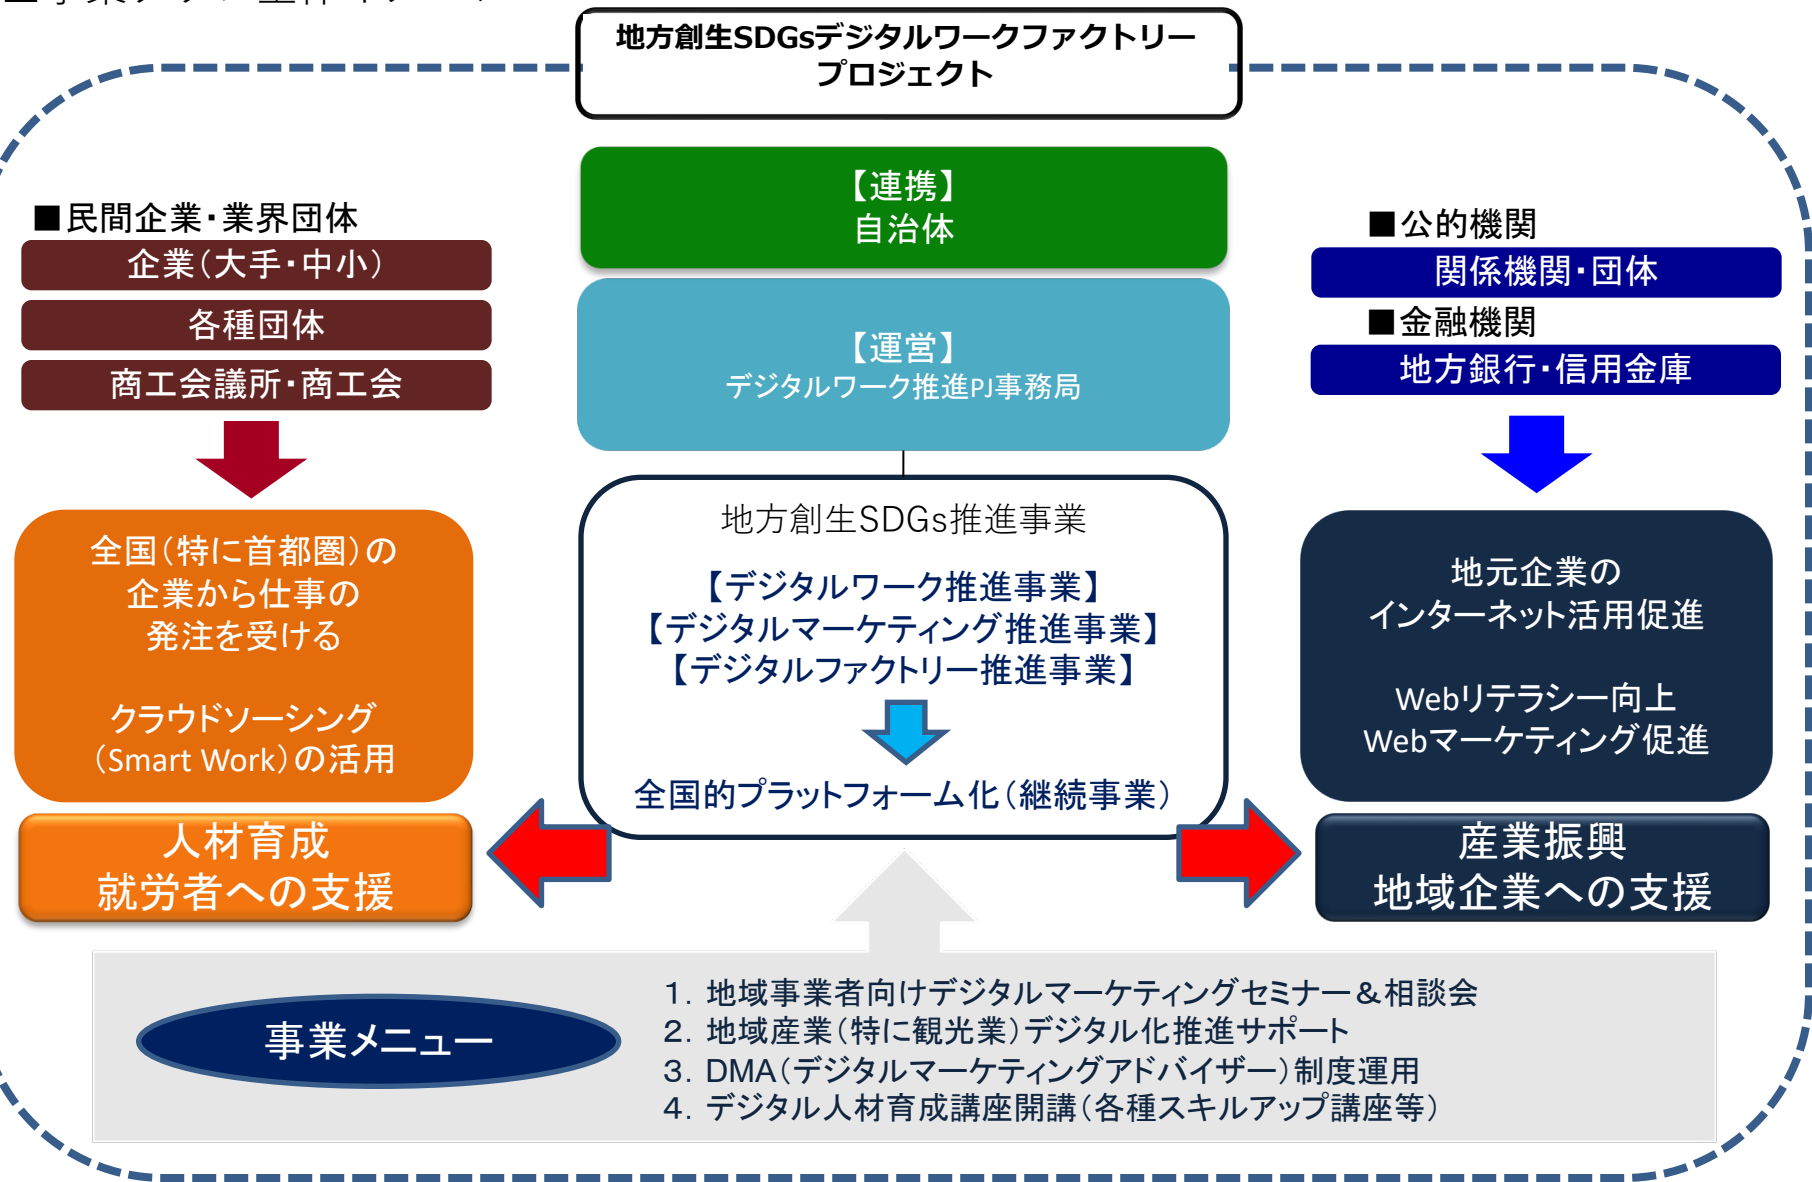 地方創生SDGsデジタルワークファクトリー
プロジェクト
【連携】
自治体
【運営】
デジタルワーク推進PJ事務局
■民間企業・業界団体
企業（大手・中小）
各種団体
商工会議所・商工会
全国（特に首都圏）の
企業から仕事の
発注を受ける
クラウドソーシング
（Smart Work）の活用
人材育成
就労者への支援
地方創生SDGs推進事業
【デジタルワーク推進事業】
【デジタルマーケティング推進事業】
【デジタルファクトリー推進事業】
全国的プラットフォーム化（継続事業）
■公的機関
関係機関・団体
■金融機関
地方銀行・信用金庫
地元企業の
インターネット活用促進
Webリテラシー向上
Webマーケティング促進
産業振興
地域企業への支援
事業メニュー
1．地域事業者向けデジタルマーケティングセミナー＆相談会
2．地域産業（特に観光業）デジタル化推進サポート
3．DMA（デジタルマーケティングアドバイザー）制度運用
4．デジタル人材育成講座開講（各種スキルアップ講座等）